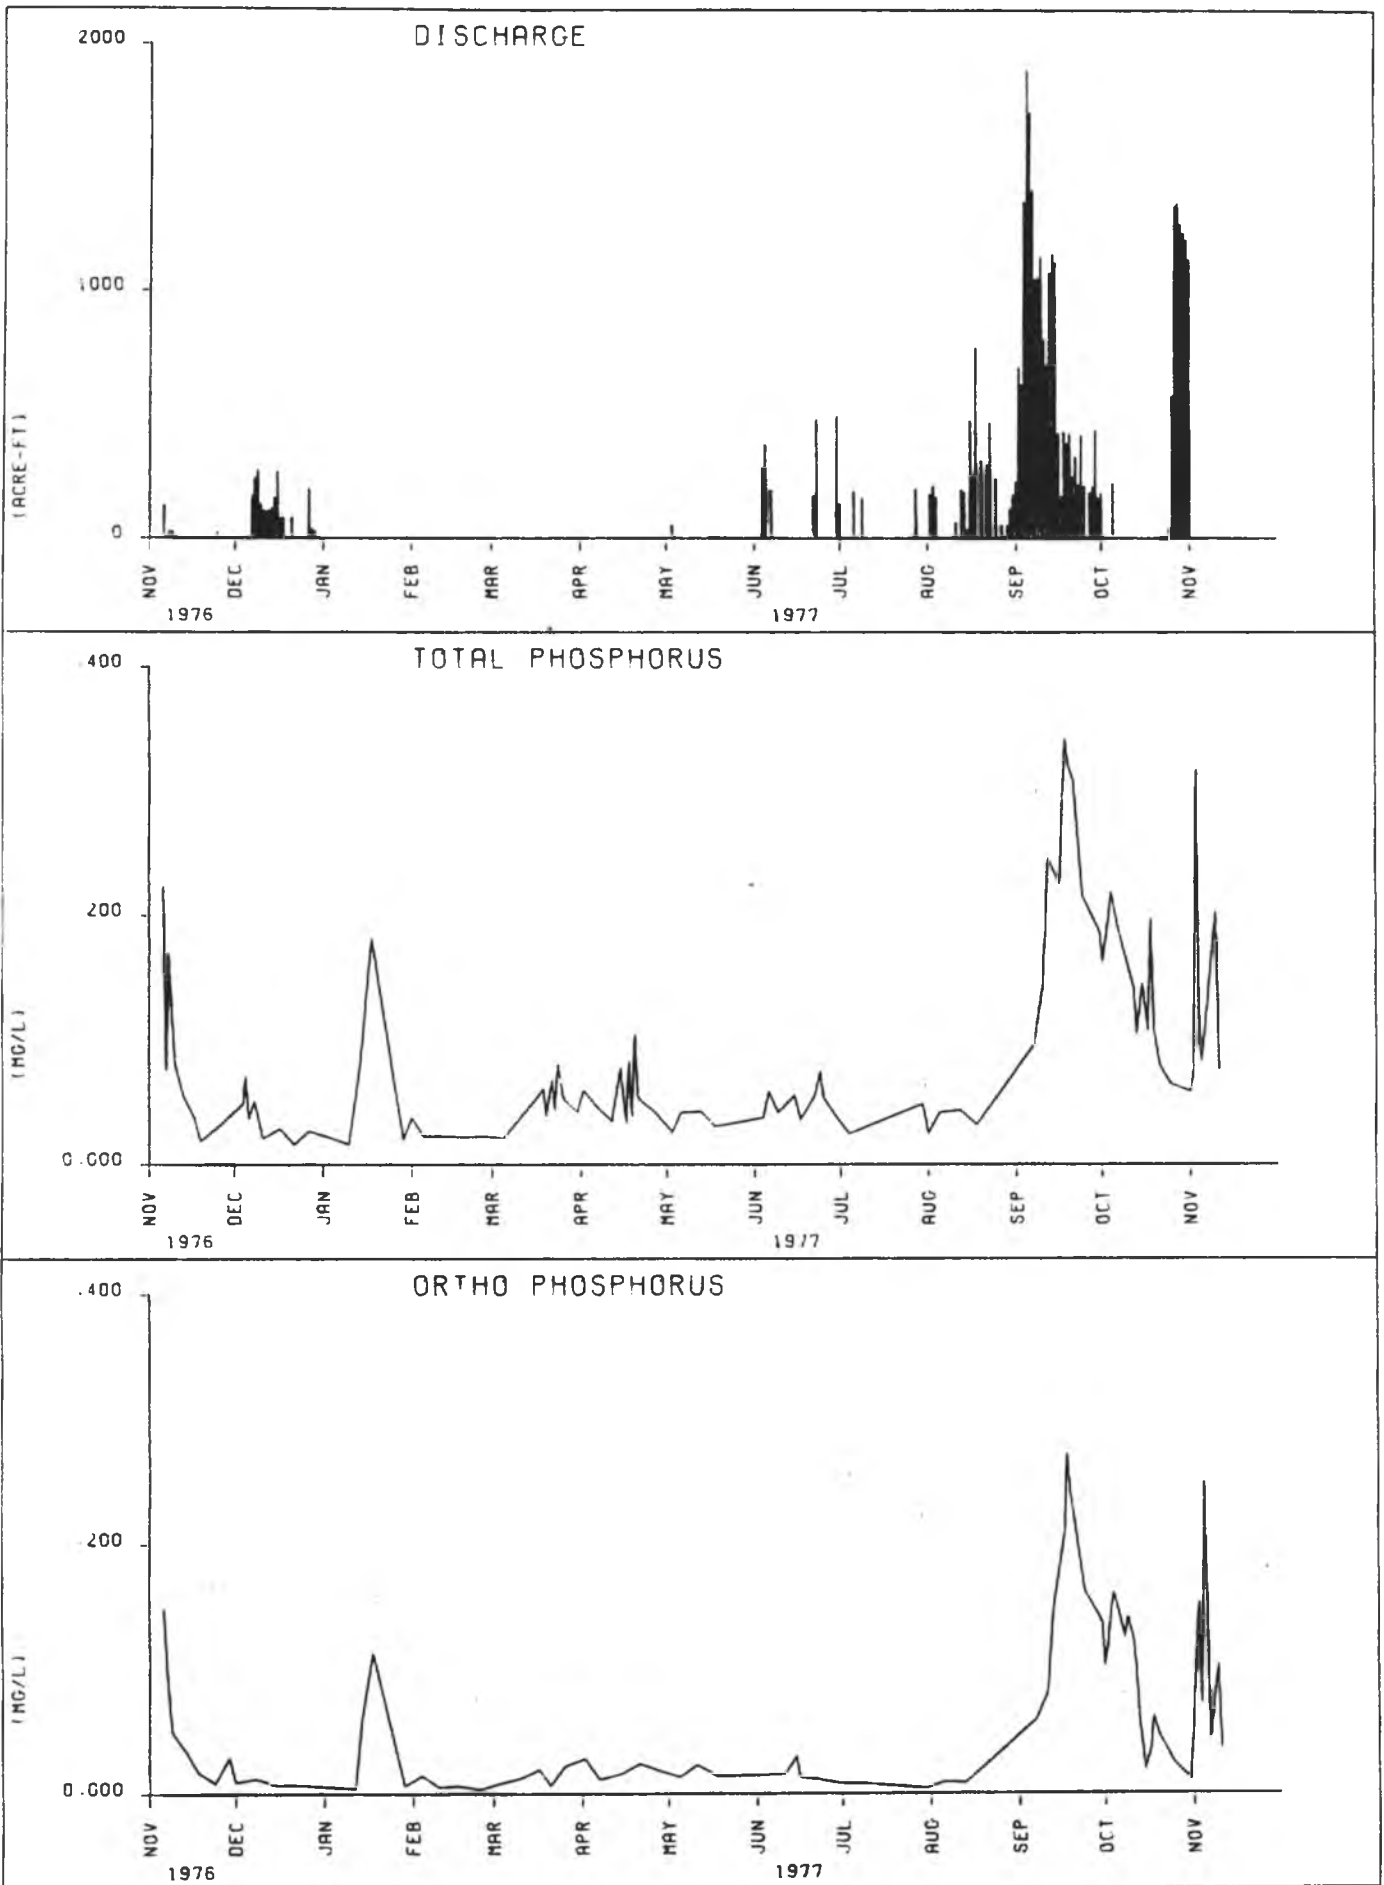 DISCHARGE
2000
1000
0
(ACRE-FT)
NOV DEC JAN FEB MAR APR MAY JUN JUL AUG SEP OCT NOV
1976 1977
TOTAL PHOSPHORUS
.400
.200
0.000
(MG/L)
NOV DEC JAN FEB MAR APR MAY JUN JUL AUG SEP OCT NOV
1976 1977
ORTHO PHOSPHORUS
.400
.200
0.000
(MG/L)
NOV DEC JAN FEB MAR APR MAY JUN JUL AUG SEP OCT NOV
1976 1977